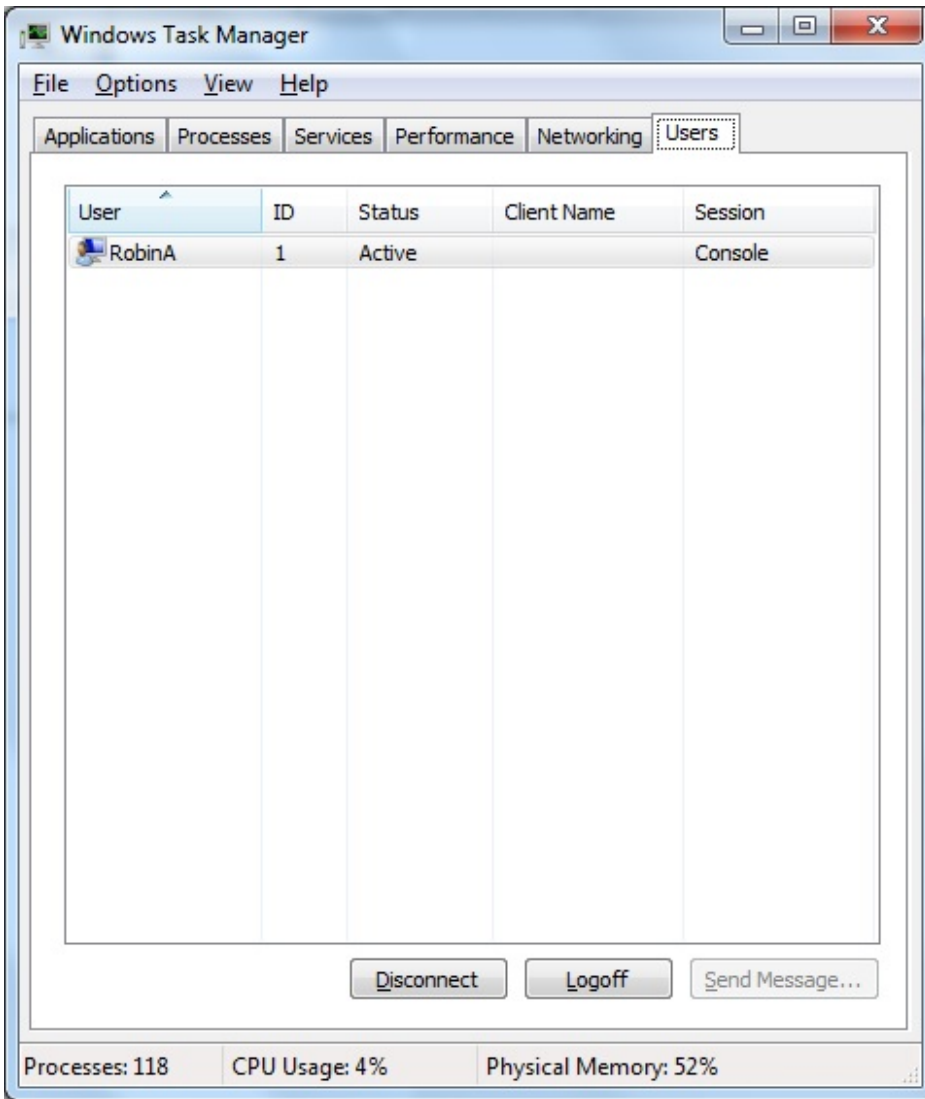 Windows Task Manager
File Options View Help
Applications Processes Services Performance Networking Users
User ID Status Client Name Session
RobinA 1 Active Console
Disconnect Logoff Send Message...
Processes: 118 CPU Usage: 4% Physical Memory: 52%